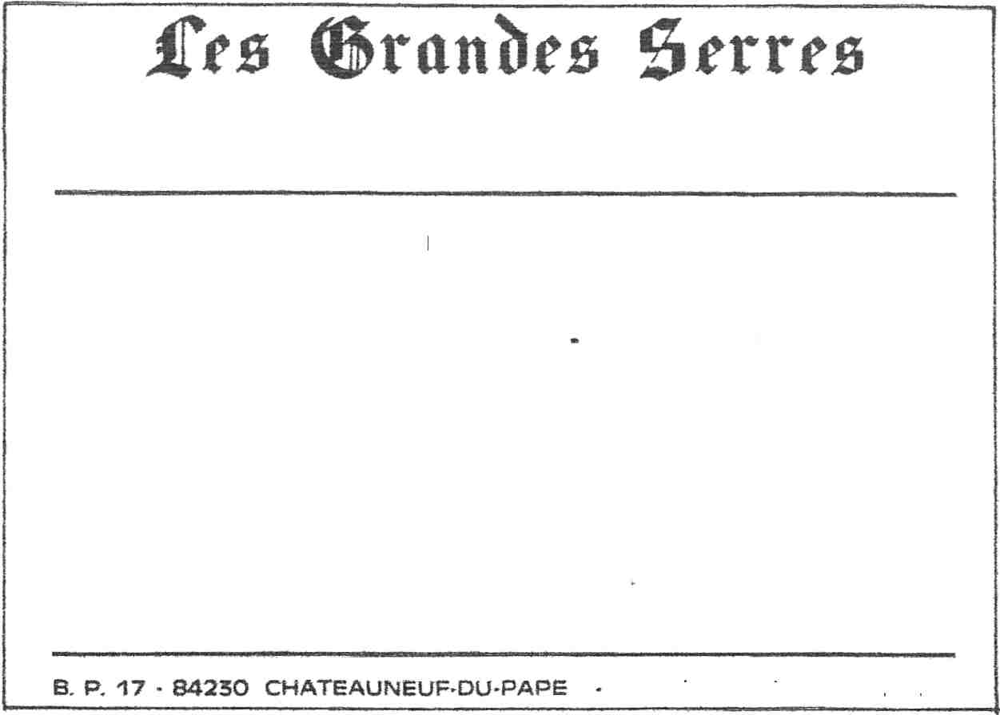 Les Grandes Serres
B. P. 17 - 84230 CHATEAUNEUF-DU-PAPE